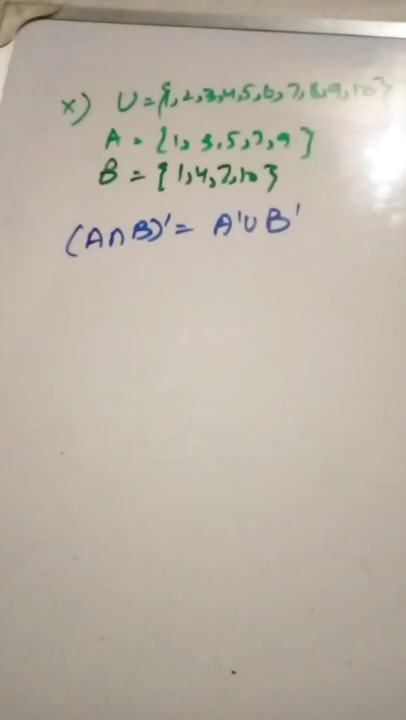 x) U = {1,2,3,4,5,6,7,8,9,10}
A = {1,3,5,7,9}
B = {1,4,7,10}
(A∩B)' = A'∪B'